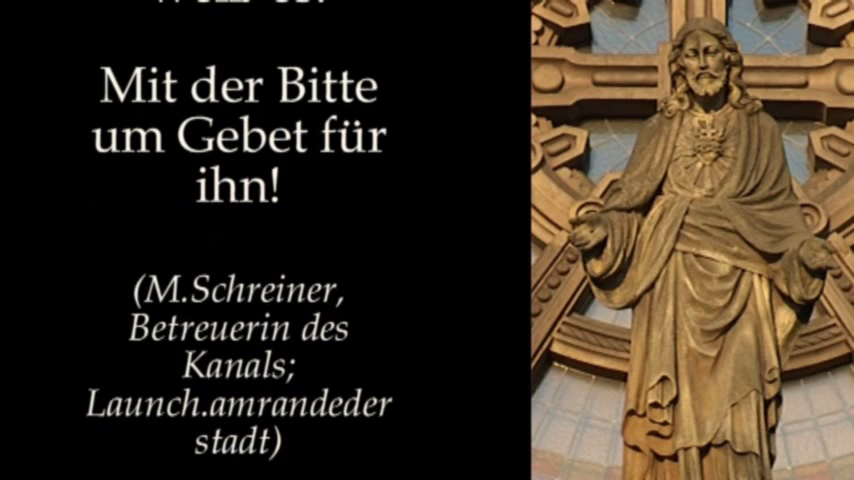 Mit der Bitte
um Gebet für
ihn!
(M.Schreiner,
Betreuerin des
Kanals;
Launch.amrandeder
stadt)